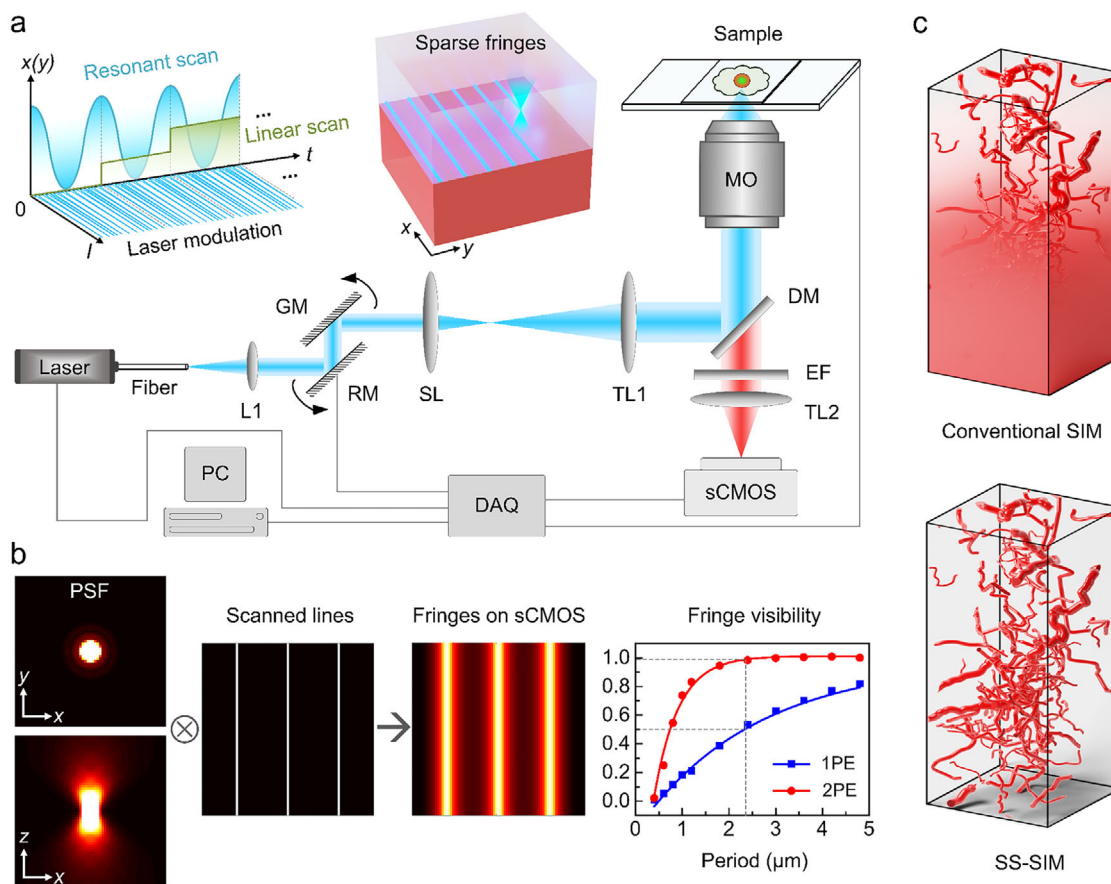 a
x(y)
Resonant scan
Linear scan
...
...
t
0
I
Laser modulation
Sparse fringes
x
y
Sample
MO
DM
EF
TL2
sCMOS
GM
Laser
Fiber
L1
RM
SL
TL1
PC
DAQ
b
PSF
y
x
z
x
Scanned lines
Fringes on sCMOS
Fringe visibility
1.0
0.8
0.6
0.4
0.2
0.0
1PE
2PE
0 1 2 3 4 5
Period (μm)
c
Conventional SIM
SS-SIM